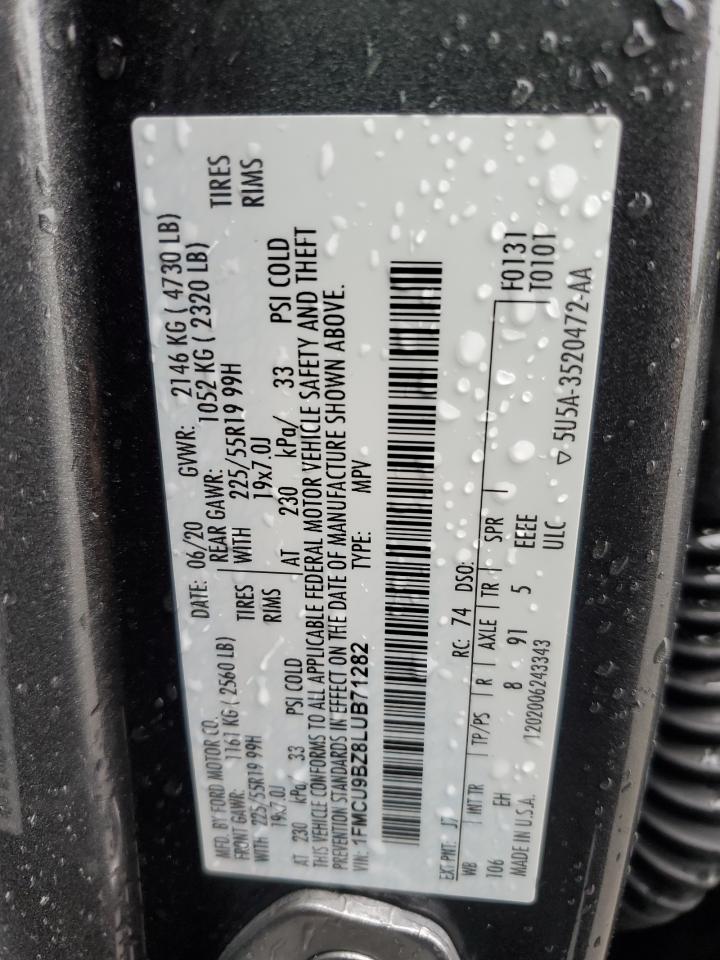 MFD. BY FORD MOTOR CO.
DATE: 06/20 GVWR: 2146 KG ( 4730 LB)
FRONT GAWR: 1161 KG ( 2560 LB) REAR GAWR: 1052 KG ( 2320 LB)
WITH 225/55R19 99H TIRES WITH 225/55R19 99H TIRES
19x7.0J RIMS 19x7.0J RIMS
AT 230 kPa/ 33 PSI COLD AT 230 kPa/ 33 PSI COLD
THIS VEHICLE CONFORMS TO ALL APPLICABLE FEDERAL MOTOR VEHICLE SAFETY AND THEFT
PREVENTION STANDARDS IN EFFECT ON THE DATE OF MANUFACTURE SHOWN ABOVE.
VIN: 1FMCU9BZ8LUB71282 TYPE: MPV
EXT PNT: J7 RC: 74 DSO:
WB INT TR TP/PS R AXLE TR SPR F0131
106 EH 8 91 5 EEEE T0101
MADE IN U.S.A. 1202006243343 ULC ▽ 5U5A-3520472-AA